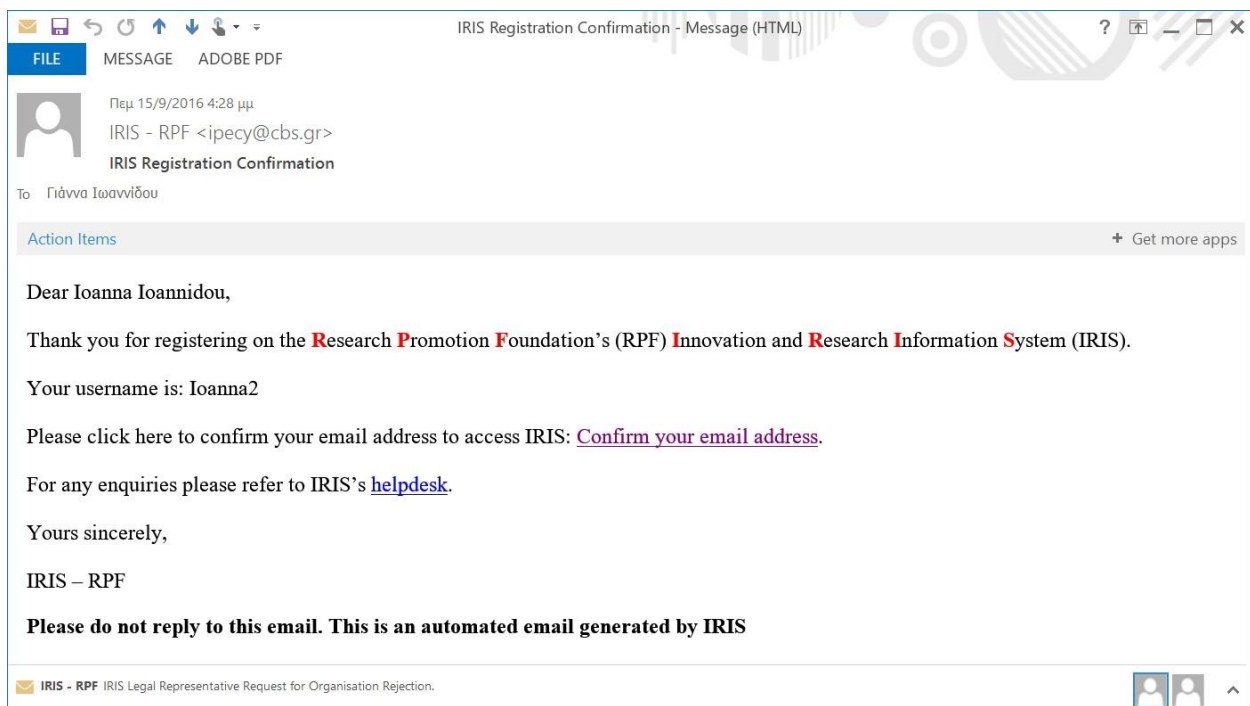 IRIS Registration Confirmation - Message (HTML)
FILE MESSAGE ADOBE PDF
Πεμ 15/9/2016 4:28 μμ
IRIS - RPF <ipecy@cbs.gr>
IRIS Registration Confirmation
To Γιάννα Ιωαννίδου
Action Items + Get more apps
Dear Ioanna Ioannidou,
Thank you for registering on the Research Promotion Foundation’s (RPF) Innovation and Research Information System (IRIS).
Your username is: Ioanna2
Please click here to confirm your email address to access IRIS: Confirm your email address.
For any enquiries please refer to IRIS’s helpdesk.
Yours sincerely,
IRIS – RPF
Please do not reply to this email. This is an automated email generated by IRIS
IRIS - RPF IRIS Legal Representative Request for Organisation Rejection.